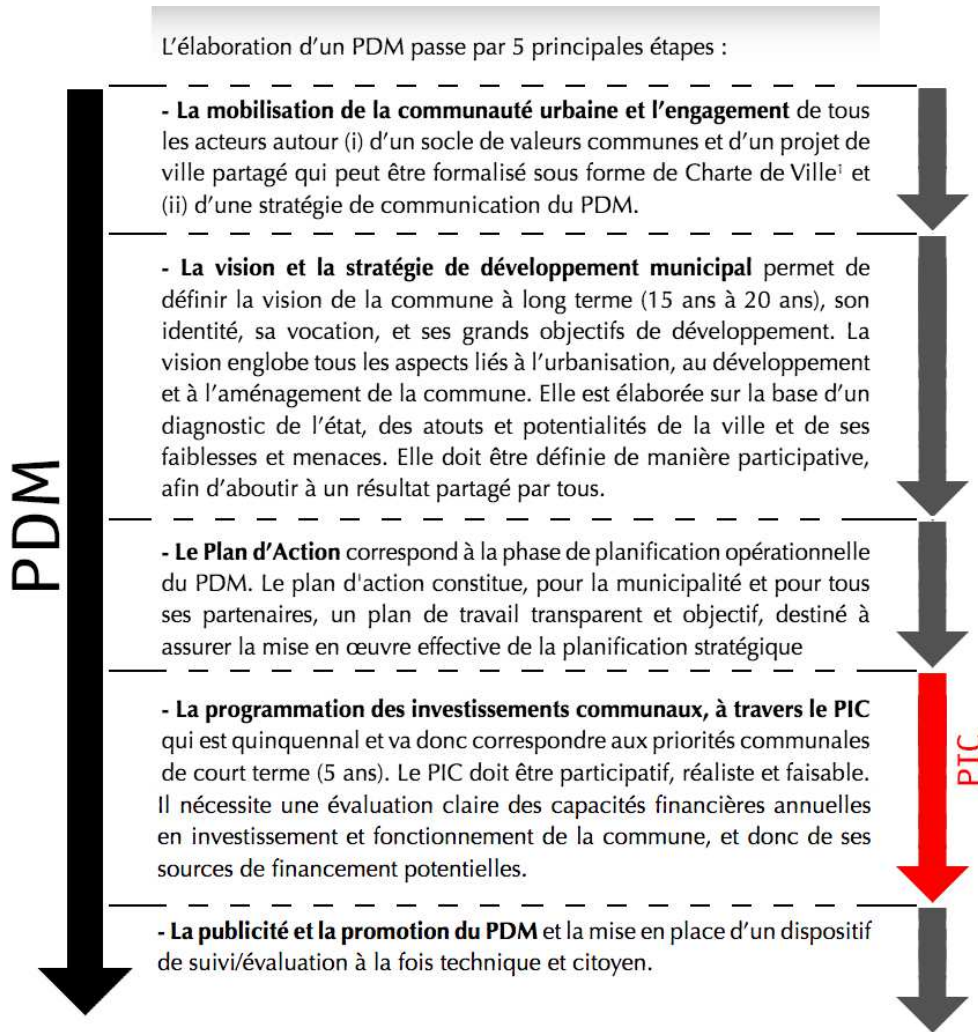 L'élaboration d'un PDM passe par 5 principales étapes :
- La mobilisation de la communauté urbaine et l'engagement de tous
les acteurs autour (i) d'un socle de valeurs communes et d'un projet de
ville partagé qui peut être formalisé sous forme de Charte de Ville¹ et
(ii) d'une stratégie de communication du PDM.
- La vision et la stratégie de développement municipal permet de
définir la vision de la commune à long terme (15 ans à 20 ans), son
identité, sa vocation, et ses grands objectifs de développement. La
vision englobe tous les aspects liés à l'urbanisation, au développement
et à l'aménagement de la commune. Elle est élaborée sur la base d'un
diagnostic de l'état, des atouts et potentialités de la ville et de ses
faiblesses et menaces. Elle doit être définie de manière participative,
afin d'aboutir à un résultat partagé par tous.
PDM
- Le Plan d'Action correspond à la phase de planification opérationnelle
du PDM. Le plan d'action constitue, pour la municipalité et pour tous
ses partenaires, un plan de travail transparent et objectif, destiné à
assurer la mise en œuvre effective de la planification stratégique
- La programmation des investissements communaux, à travers le PIC
qui est quinquennal et va donc correspondre aux priorités communales
de court terme (5 ans). Le PIC doit être participatif, réaliste et faisable.
Il nécessite une évaluation claire des capacités financières annuelles
en investissement et fonctionnement de la commune, et donc de ses
sources de financement potentielles.
PIC
- La publicité et la promotion du PDM et la mise en place d'un dispositif
de suivi/évaluation à la fois technique et citoyen.